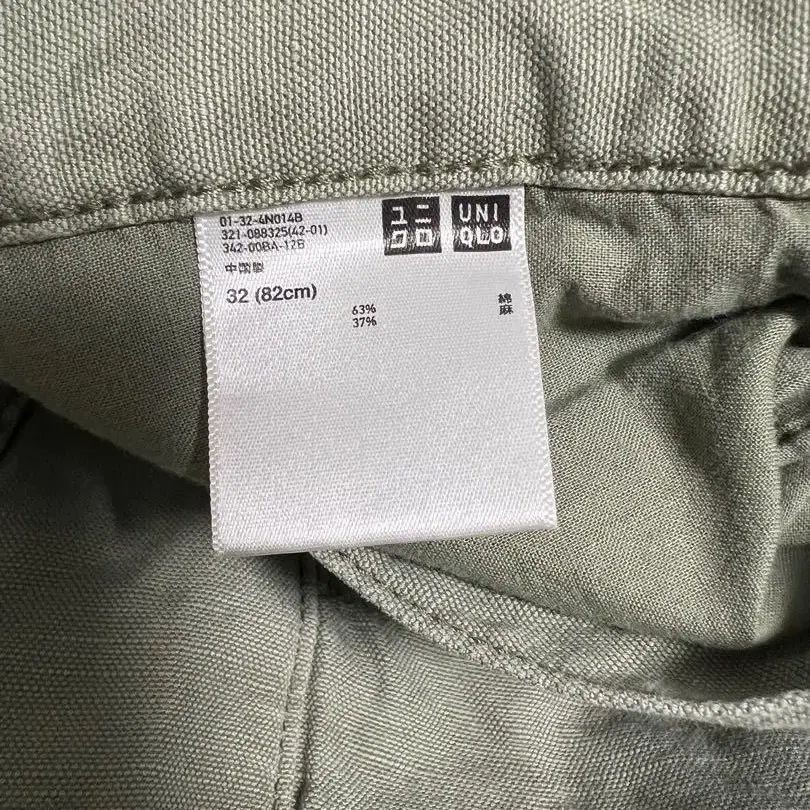 01-32-4N014B
321-088325(42-01)
342-00BA-12B
ユニ
クロ
UNI
QLO
中国製
32 (82cm)
63% 綿
37% 麻